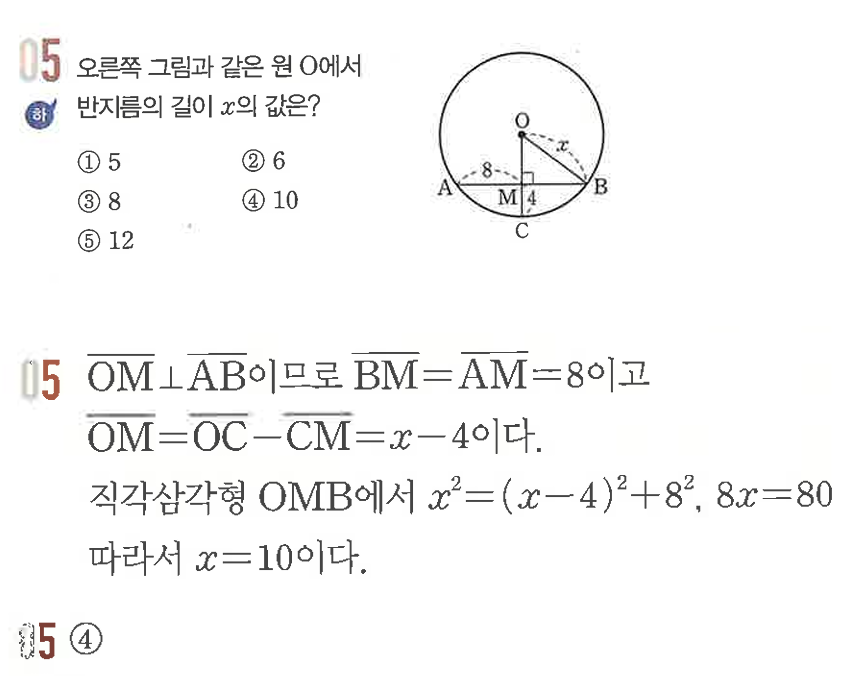 05 오른쪽 그림과 같은 원 O에서
하 반지름의 길이 x의 값은?
① 5 ② 6
③ 8 ④ 10
⑤ 12
O
x
8
A M 4 B
C
05 OM⊥AB이므로 BM=AM=8이고
OM=OC-CM=x-4이다.
직각삼각형 OMB에서 x²=(x-4)²+8², 8x=80
따라서 x=10이다.
05 ④